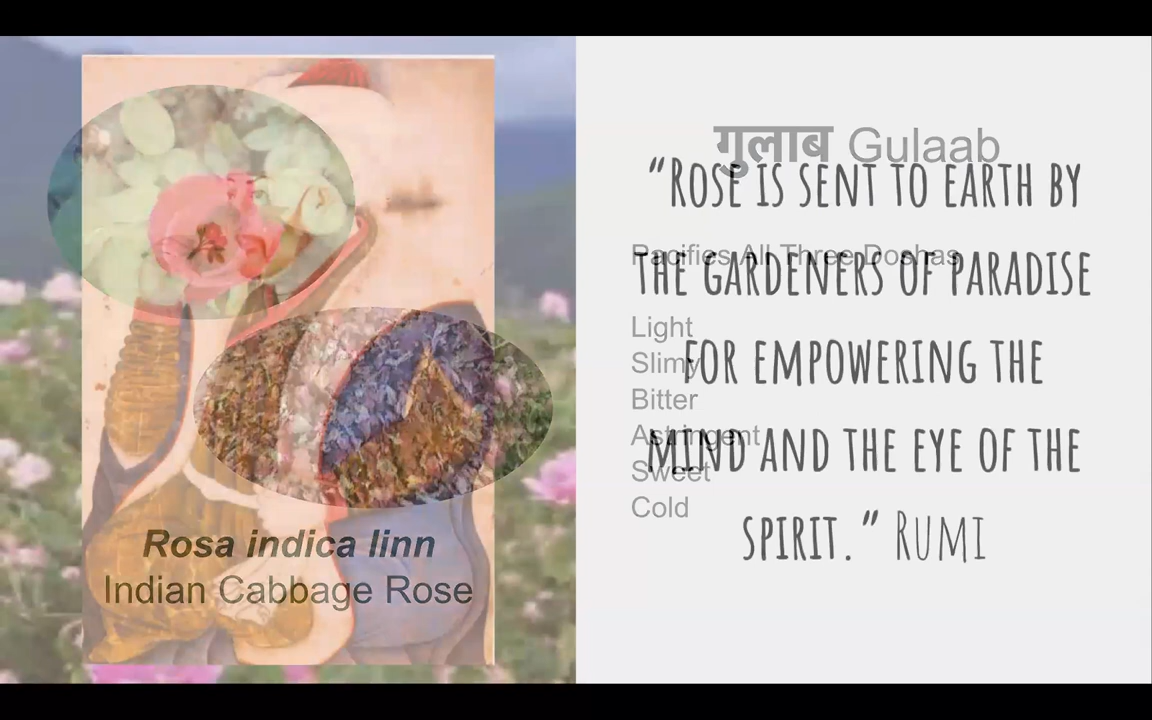 Rosa indica linn
Indian Cabbage Rose
गुलाब Gulaab
Pacifies All Three Doshas
Light
Slimy
Bitter
Astringent
Sweet
Cold
“ROSE IS SENT TO EARTH BY
THE GARDENERS OF PARADISE
FOR EMPOWERING THE
MIND AND THE EYE OF THE
SPIRIT.” RUMI